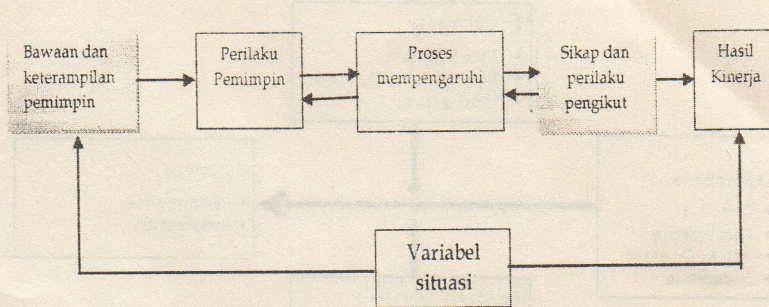 Bawaan dan
keterampilan
pemimpin
Perilaku
Pemimpin
Proses
mempengaruhi
Sikap dan
perilaku
pengikut
Hasil
Kinerja
Variabel
situasi